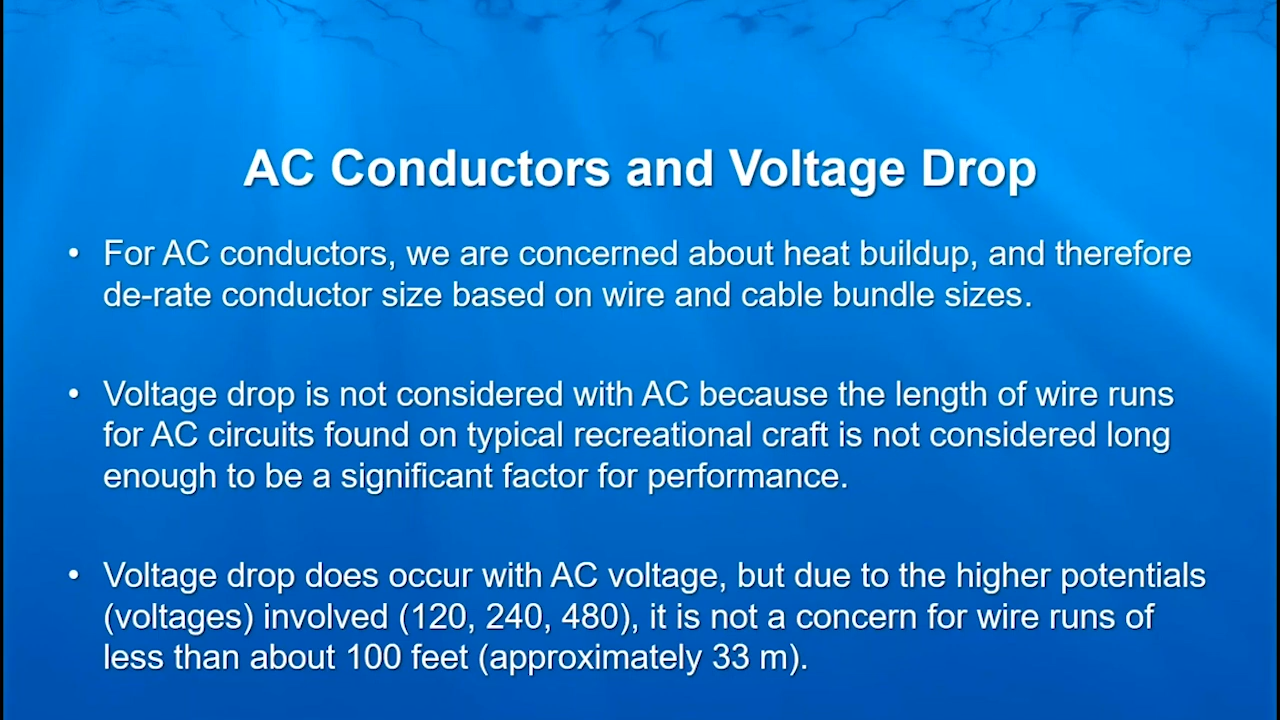 AC Conductors and Voltage Drop
• For AC conductors, we are concerned about heat buildup, and therefore
de-rate conductor size based on wire and cable bundle sizes.
• Voltage drop is not considered with AC because the length of wire runs
for AC circuits found on typical recreational craft is not considered long
enough to be a significant factor for performance.
• Voltage drop does occur with AC voltage, but due to the higher potentials
(voltages) involved (120, 240, 480), it is not a concern for wire runs of
less than about 100 feet (approximately 33 m).